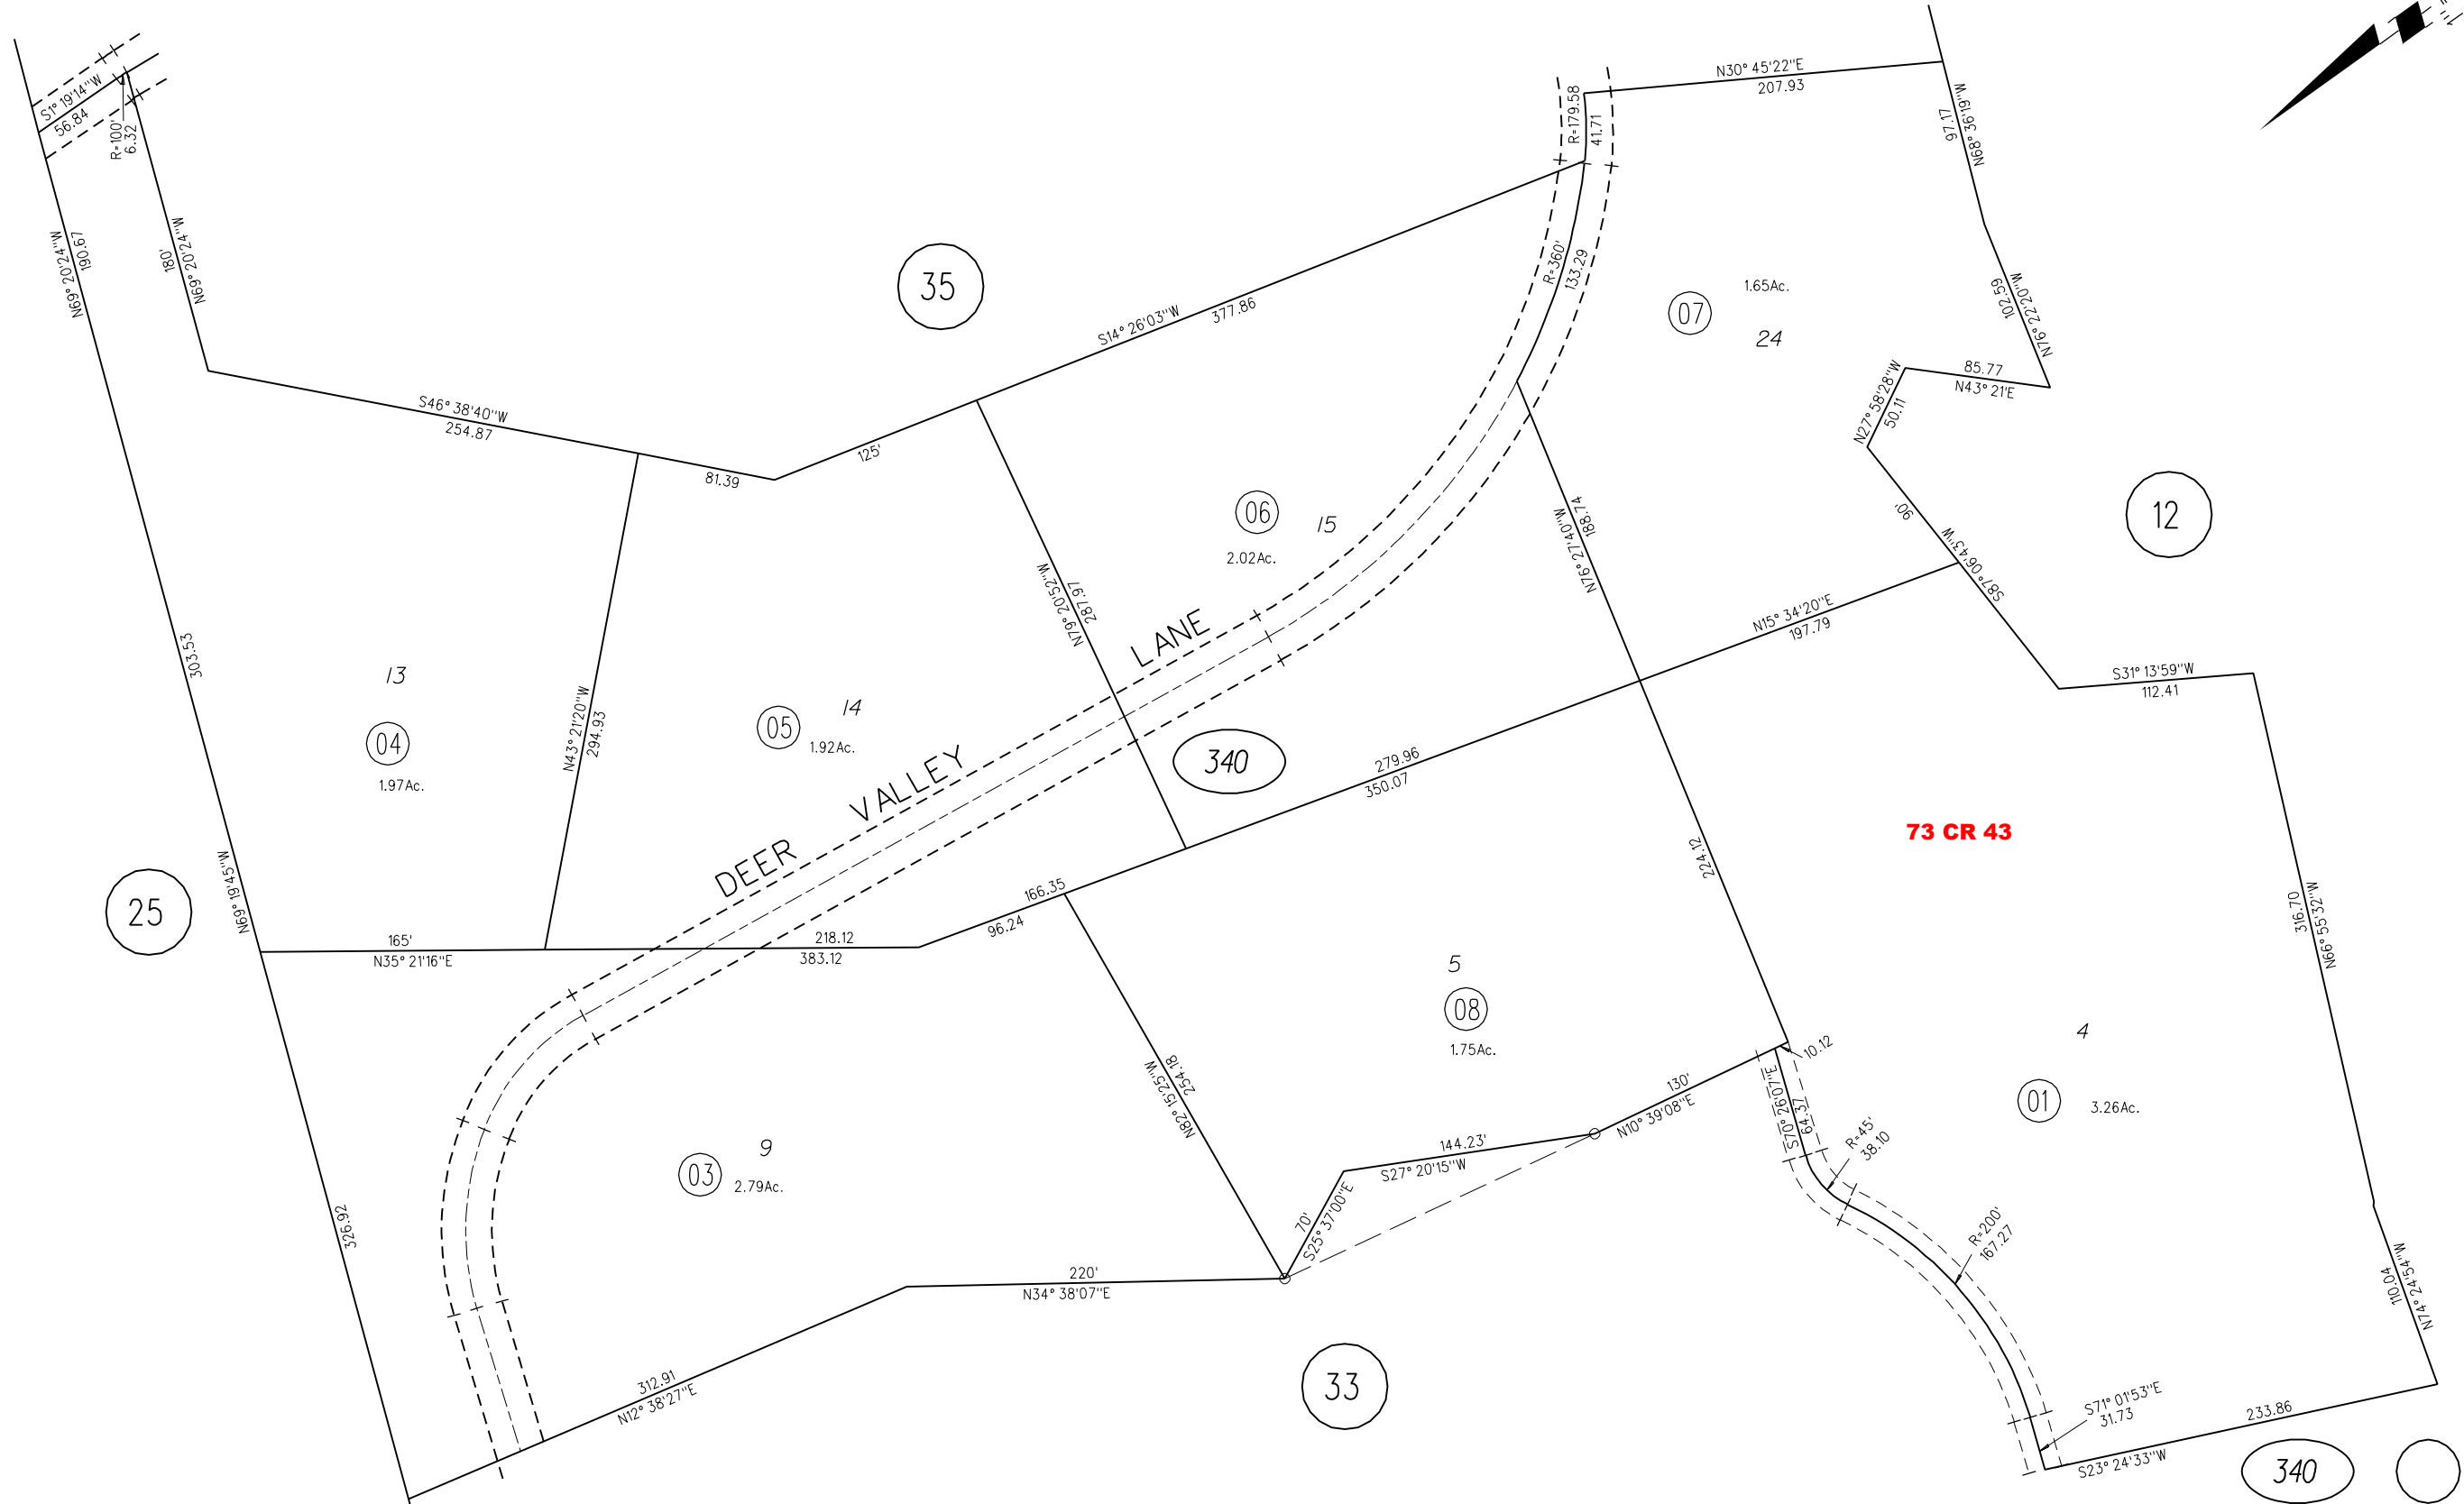 S1° 19'14"W
56.84
R=100'
6.32
N69° 20'24"W
190.67
180'
N69° 20'24"W
35
S46° 38'40"W
254.87
81.39
125'
S14° 26'03"W
377.86
R=179.58
41.71
N30° 45'22"E
207.93
97.17
N68° 36'19"W
R=360'
133.29
1.65Ac.
07
24
102.59
N76° 22'20"W
85.77
N43° 21'E
N27° 58'28"W
50.11
90'
S87° 06'43"W
12
06
15
2.02Ac.
N76° 27'40"W
188.74
N79° 20'52"W
287.97
N15° 34'20"E
197.79
S31° 13'59"W
112.41
303.53
13
04
1.97Ac.
N43° 21'20"W
294.93
14
05
1.92Ac.
DEER VALLEY LANE
340
279.96
350.07
224.12
73 CR 43
316.70
N66° 55'32"W
25
N69° 19'45"W
165'
N35° 21'16"E
218.12
383.12
166.35
96.24
5
08
1.75Ac.
N82° 15'25"W
254.18
4
01
3.26Ac.
10.12
130'
N10° 39'08"E
S70° 26'07"E
64.37
R=45'
38.10
144.23'
S27° 20'15"W
70'
S25° 37'00"E
9
03
2.79Ac.
326.92
R=200'
167.27
110.04
N74° 24'54"W
220'
N34° 38'07"E
312.91
N12° 38'27"E
33
S71° 01'53"E
31.73
233.86
S23° 24'33"W
340